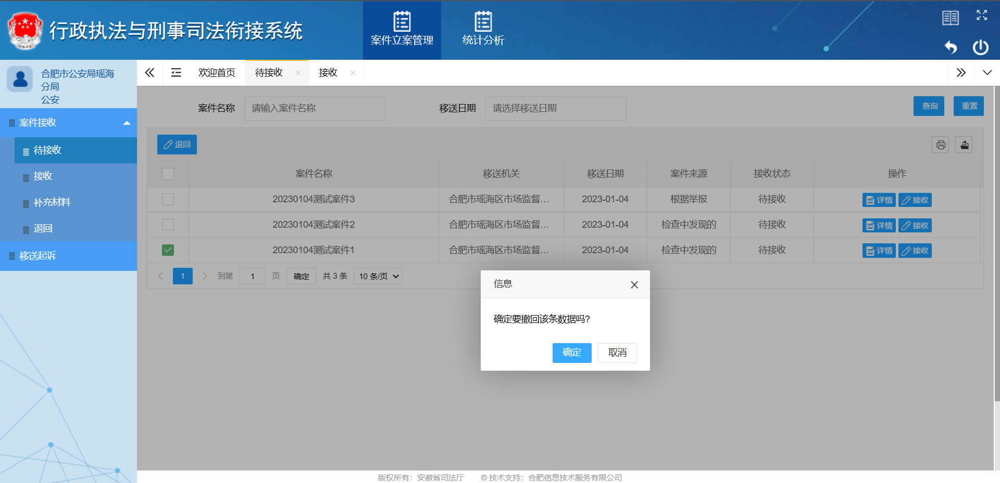 行政执法与刑事司法衔接系统
案件立案管理
统计分析
合肥市公安局瑶海
分局
公安
欢迎首页
待接收
接收
案件接收
待接收
接收
补充材料
退回
移送起诉
案件名称
请输入案件名称
移送日期
请选择移送日期
查询
重置
退回
案件名称 移送机关 移送日期 案件来源 接收状态 操作
20230104测试案件3 合肥市瑶海区市场监督... 2023-01-04 根据举报 待接收 详情 接收
20230104测试案件2 合肥市瑶海区市场监督... 2023-01-04 检查中发现的 待接收 详情 接收
20230104测试案件1 合肥市瑶海区市场监督... 2023-01-04 检查中发现的 待接收 详情 接收
1 到第 1 页 确定 共 3 条 10 条/页
信息
确定要撤回该条数据吗?
确定
取消
版权所有：安徽省司法厅 © 技术支持：合肥信息技术服务有限公司